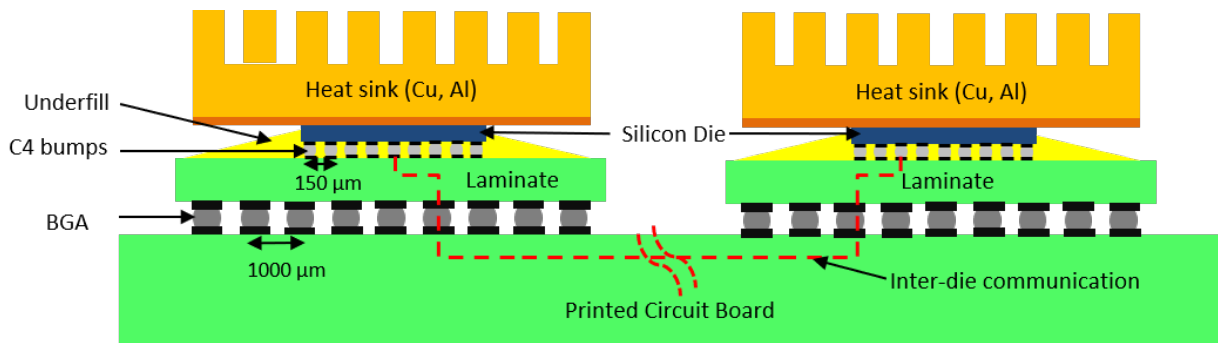 Heat sink (Cu, Al)
Heat sink (Cu, Al)
Underfill
Silicon Die
C4 bumps
150 µm
Laminate
Laminate
BGA
1000 µm
Inter-die communication
Printed Circuit Board